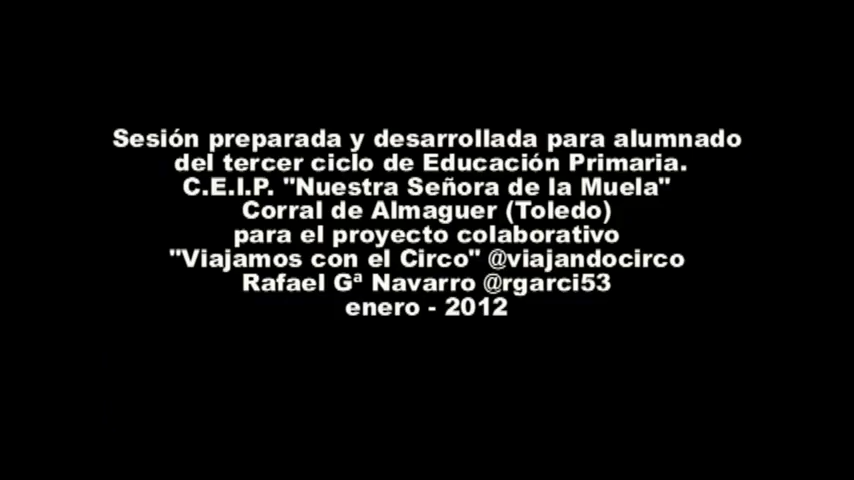 Sesión preparada y desarrollada para alumnado
del tercer ciclo de Educación Primaria.
C.E.I.P. "Nuestra Señora de la Muela"
Corral de Almaguer (Toledo)
para el proyecto colaborativo
"Viajamos con el Circo" @viajandocirco
Rafael Gª Navarro @rgarci53
enero - 2012